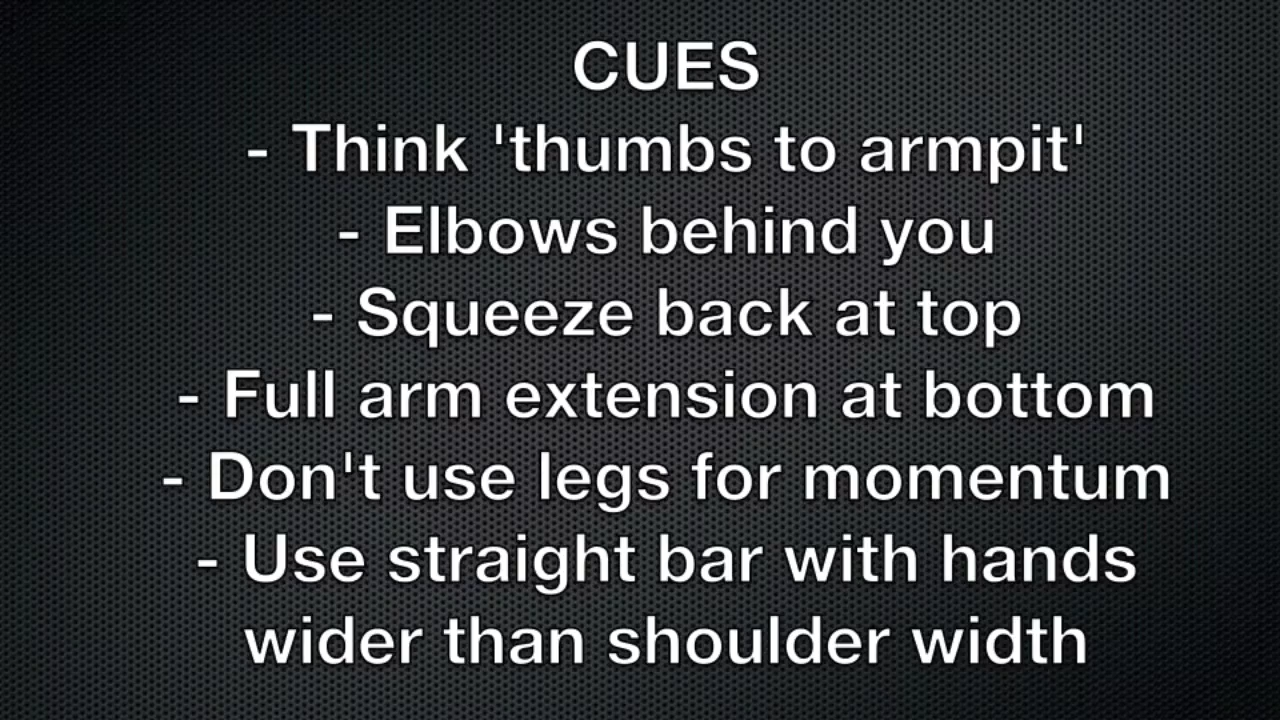 CUES
- Think 'thumbs to armpit'
- Elbows behind you
- Squeeze back at top
- Full arm extension at bottom
- Don't use legs for momentum
- Use straight bar with hands
wider than shoulder width